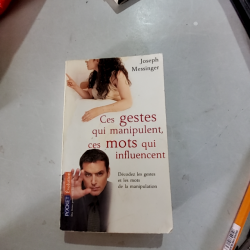 Joseph
Messinger
Ces gestes
qui manipulent,
ces mots qui
influencent
Décodez les gestes
et les mots
de la manipulation
POCKET